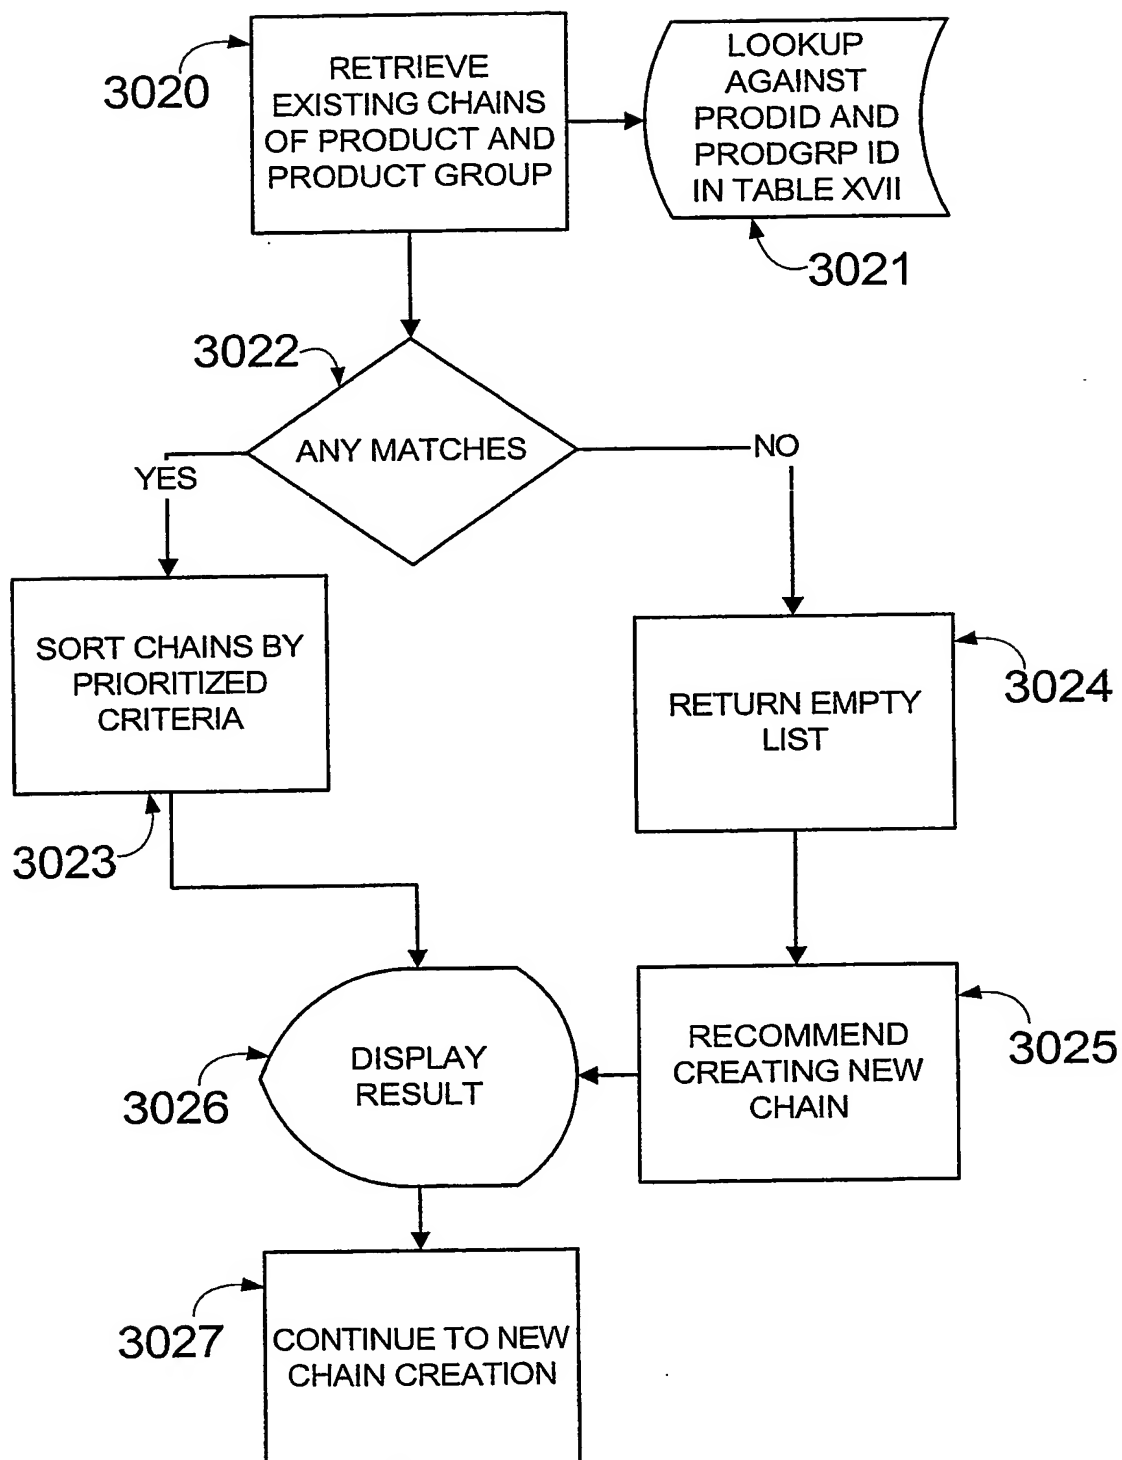 3020
RETRIEVE
EXISTING CHAINS
OF PRODUCT AND
PRODUCT GROUP
LOOKUP
AGAINST
PRODID AND
PRODGRP ID
IN TABLE XVII
3021
3022
ANY MATCHES
YES
NO
SORT CHAINS BY
PRIORITIZED
CRITERIA
3023
RETURN EMPTY
LIST
3024
DISPLAY
RESULT
3026
RECOMMEND
CREATING NEW
CHAIN
3025
3027
CONTINUE TO NEW
CHAIN CREATION